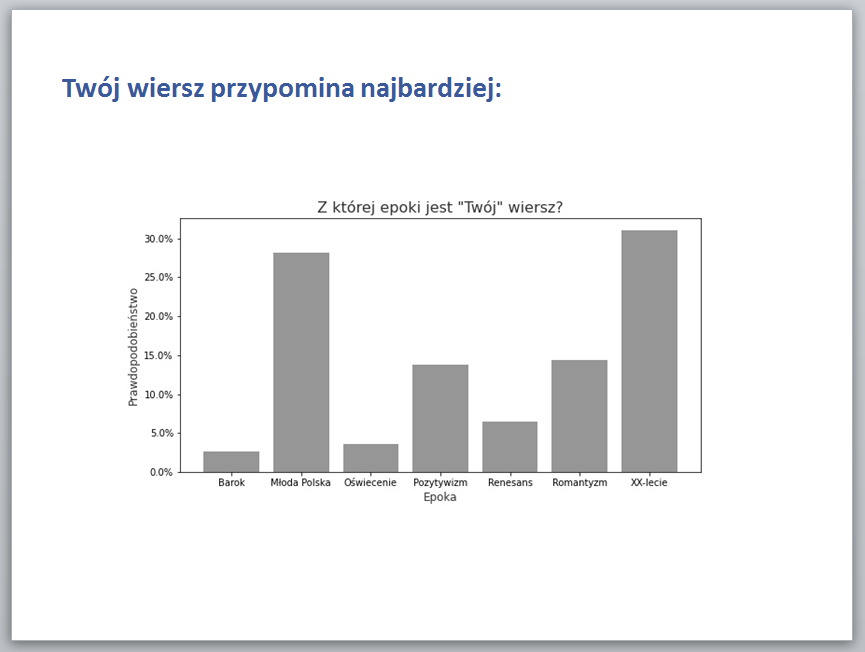 Twój wiersz przypomina najbardziej:
Z której epoki jest "Twój" wiersz?
30.0%
25.0%
20.0%
15.0%
10.0%
5.0%
0.0%
Prawdopodobieństwo
Barok Młoda Polska Oświecenie Pozytywizm Renesans Romantyzm XX-lecie
Epoka